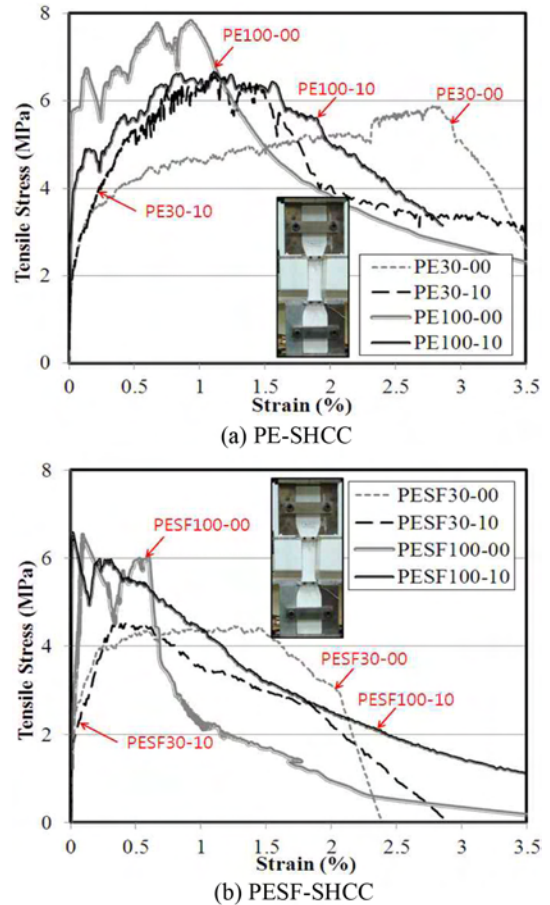 8
6
4
2
0
Tensile Stress (MPa)
PE100-00
PE100-10
PE30-00
PE30-10
PE30-00
PE30-10
PE100-00
PE100-10
0 0.5 1 1.5 2 2.5 3 3.5
Strain (%)
(a) PE-SHCC
8
6
4
2
0
Tensile Stress (MPa)
PESF100-00
PESF30-00
PESF100-10
PESF30-10
PESF30-00
PESF30-10
PESF100-00
PESF100-10
0 0.5 1 1.5 2 2.5 3 3.5
Strain (%)
(b) PESF-SHCC